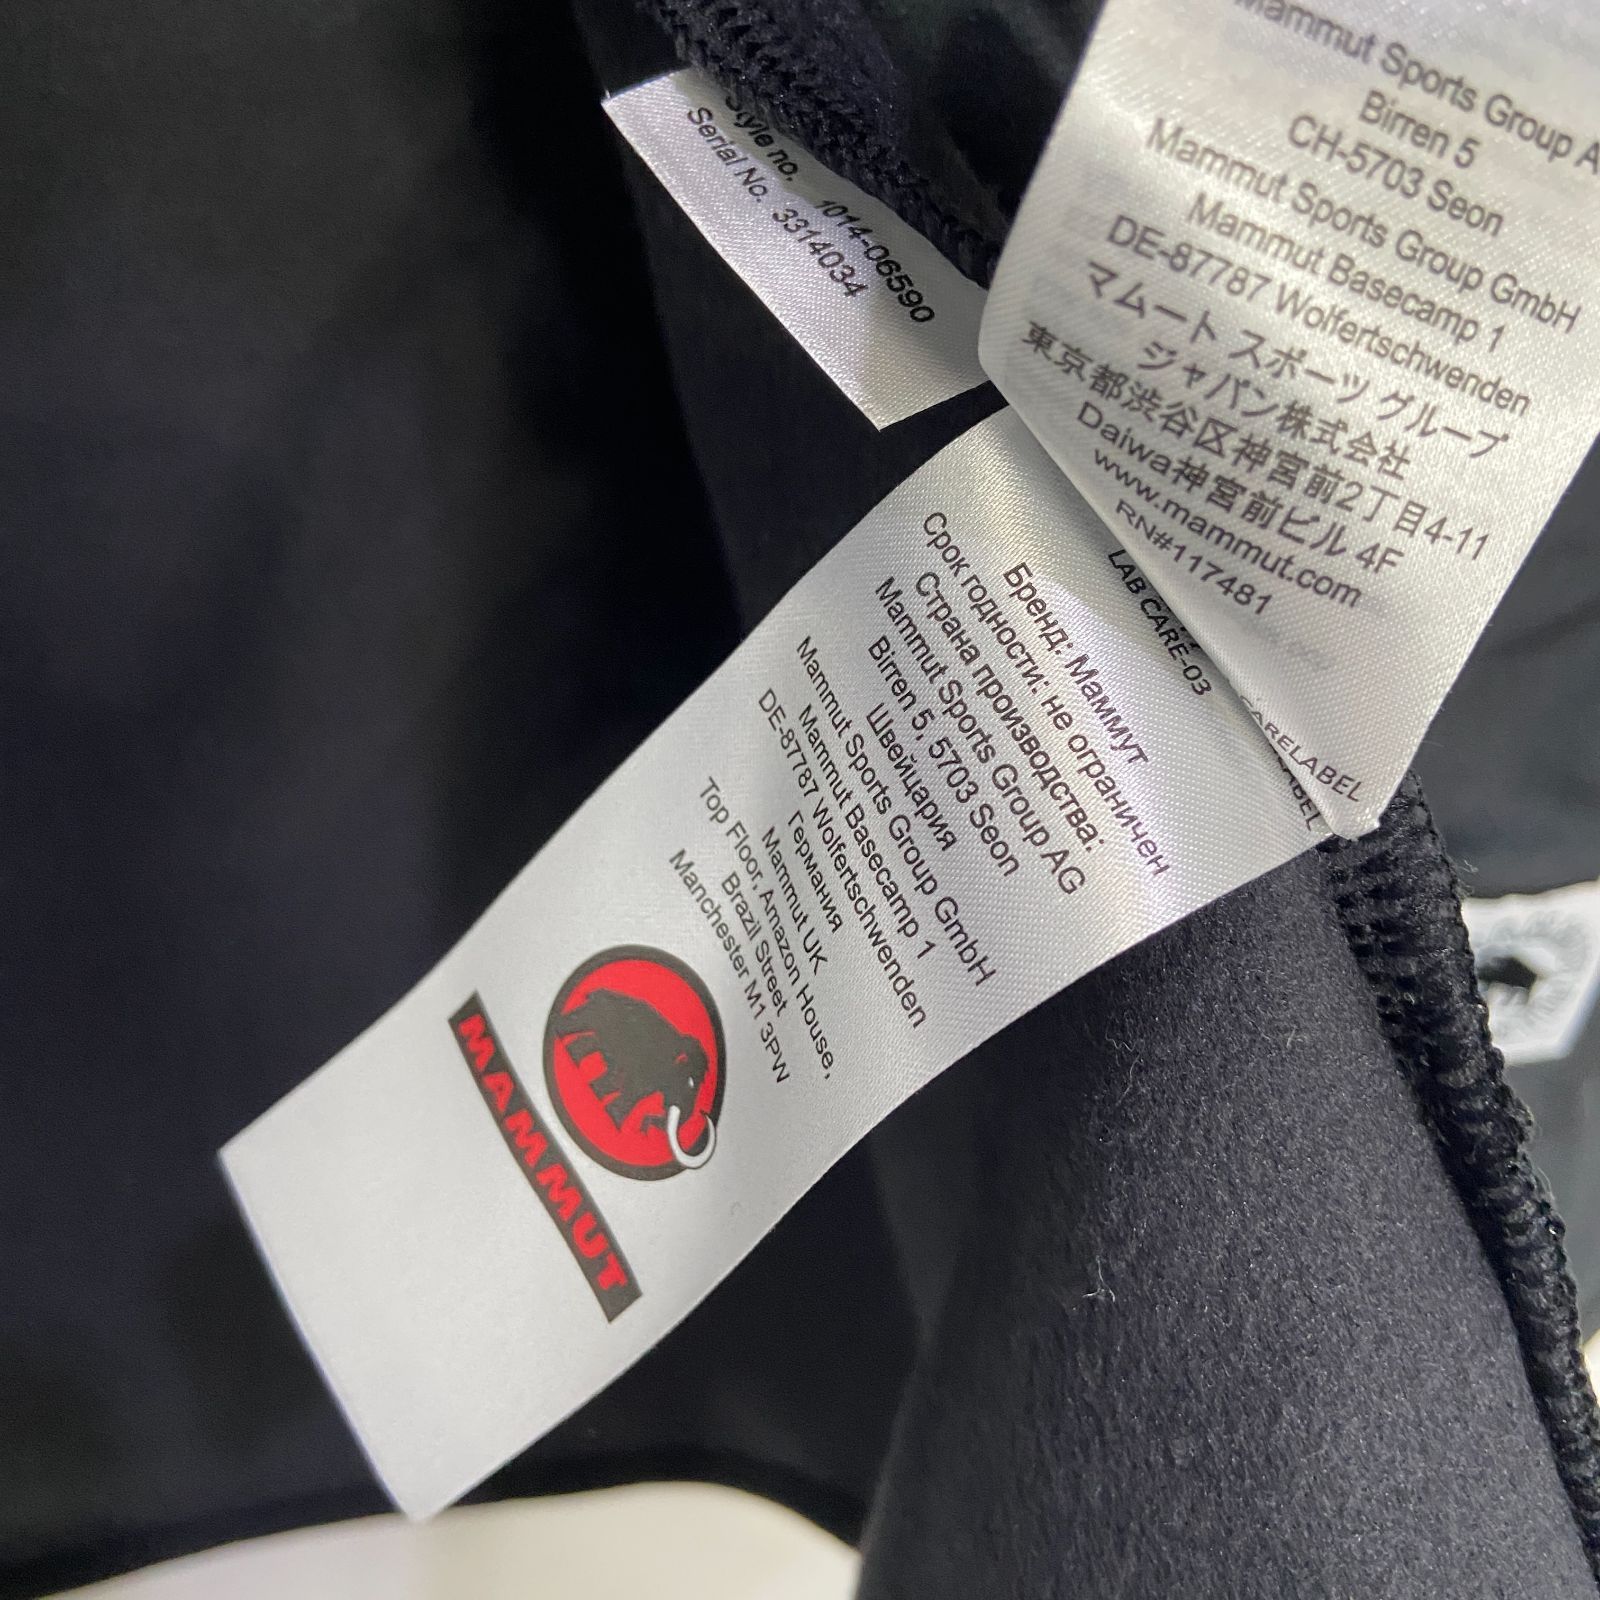 Style no. 1014-06590
Serial No. 3314034
Mammut Sports Group A
Birren 5
CH-5703 Seon
Mammut Sports Group GmbH
Mammut Basecamp 1
DE-87787 Wolfertschwenden
マムート スポーツ グループ
ジャパン株式会社
東京都渋谷区神宮前2丁目4-11
Daiwa神宮前ビル 4F
www.mammut.com
RN#117481
CARELABEL
LAB CARE-03
ABEL
Бренд: Маммут
Срок годности: не ограничен
Страна производства:
Mammut Sports Group AG
Birren 5, 5703 Seon
Швейцария
Mammut Sports Group GmbH
Mammut Basecamp 1
DE-87787 Wolfertschwenden
Германия
Mammut UK
Top Floor, Amazon House,
Brazil Street
Manchester M1 3PW
MAMMUT